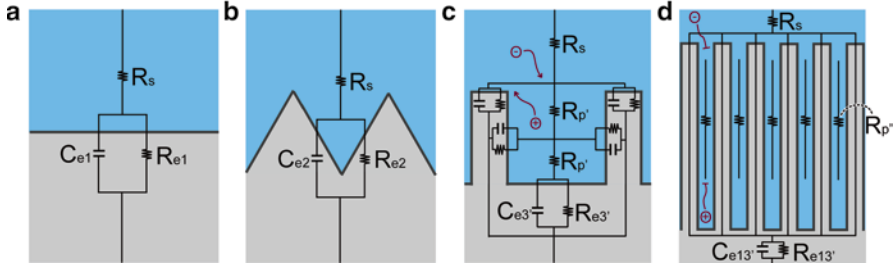 a
Rs
Ce1
Re1
b
Rs
Ce2
Re2
c
Rs
Rp'
Rp'
Ce3'
Re3'
d
Rs
Rp"
Ce13'
Re13'